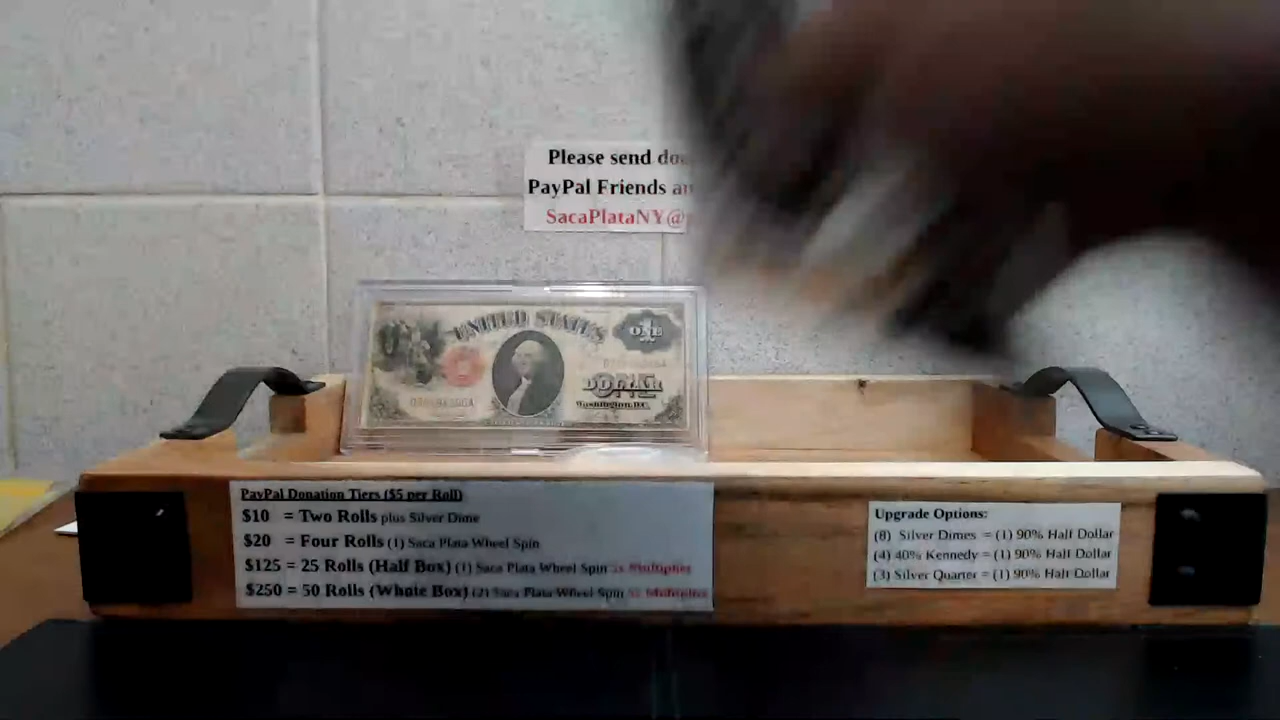 Please send
PayPal Friends
SacaPlataNY@
UNITED STATES
ONE
DOLLAR
Washington, D.C.
PayPal Donation Tiers ($5 per Roll)
$10 = Two Rolls plus Silver Dime
$20 = Four Rolls (1) Saca Plata Wheel Spin
$125 = 25 Rolls (Half Box) (1) Saca Plata Wheel Spin Multiplier
$250 = 50 Rolls (Whole Box) (2) Saca Plata Wheel Spin Multiplier
Upgrade Options:
(8) Silver Dimes = (1) 90% Half Dollar
(4) 40% Kennedy = (1) 90% Half Dollar
(3) Silver Quarter = (1) 90% Half Dollar